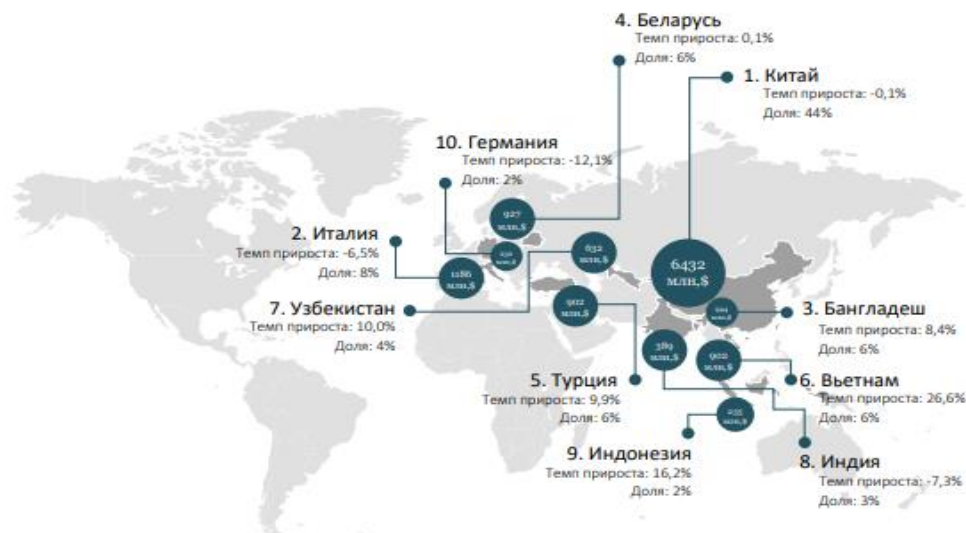 4. Беларусь
Темп прироста: 0,1%
Доля: 6%
1. Китай
Темп прироста: -0,1%
Доля: 44%
10. Германия
Темп прироста: -12,1%
Доля: 2%
927
млн,$
2. Италия
Темп прироста: -6,5%
Доля: 8%
632
млн,$
6432
млн,$
1186
млн,$
7. Узбекистан
Темп прироста: 10,0%
Доля: 4%
902
млн,$
3. Бангладеш
Темп прироста: 8,4%
Доля: 6%
389
млн,$
902
млн,$
5. Турция
Темп прироста: 9,9%
Доля: 6%
6. Вьетнам
Темп прироста: 26,6%
Доля: 6%
235
млн,$
9. Индонезия
Темп прироста: 16,2%
Доля: 2%
8. Индия
Темп прироста: -7,3%
Доля: 3%